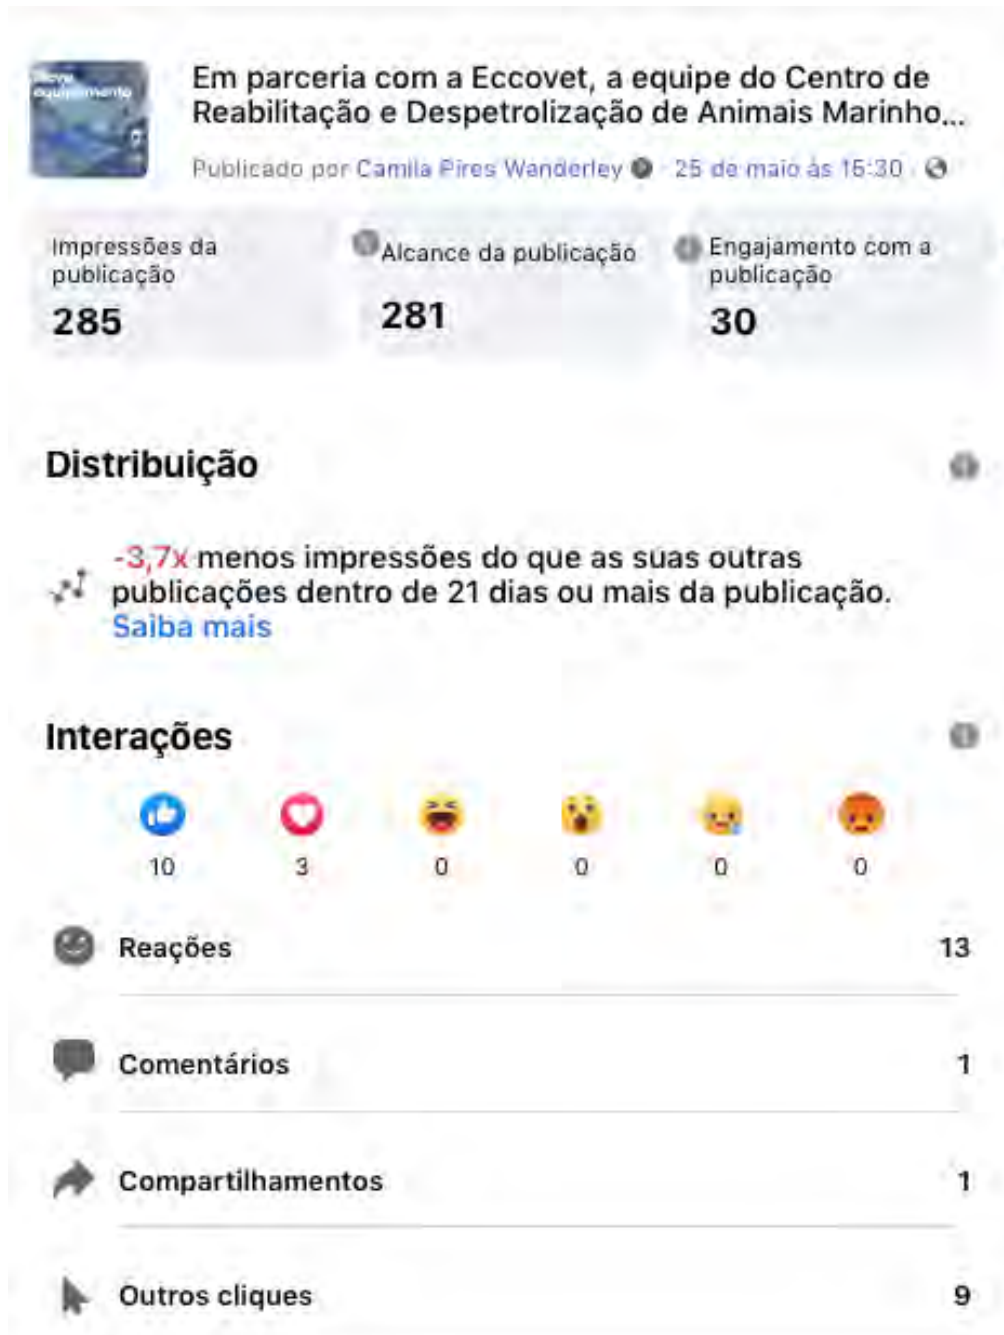 Novo
equipamento
Em parceria com a Eccovet, a equipe do Centro de
Reabilitação e Despetrolização de Animais Marinho...
Publicado por Camila Pires Wanderley · 25 de maio às 15:30 ·
Impressões da
publicação
285
Alcance da publicação
281
Engajamento com a
publicação
30
Distribuição
-3,7x menos impressões do que as suas outras
publicações dentro de 21 dias ou mais da publicação.
Saiba mais
Interações
10
3
0
0
0
0
Reações 13
Comentários 1
Compartilhamentos 1
Outros cliques 9